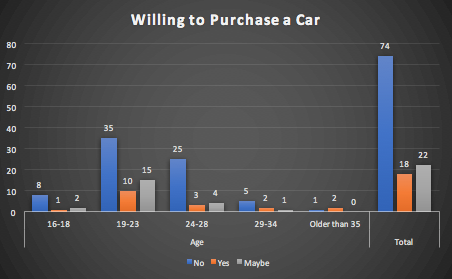 Willing to Purchase a Car
80
70
60
50
40
30
20
10
0
8 1 2
35 10 15
25 3 4
5 2 1
1 2 0
74 18 22
16-18 19-23 24-28 29-34 Older than 35
Age Total
No Yes Maybe